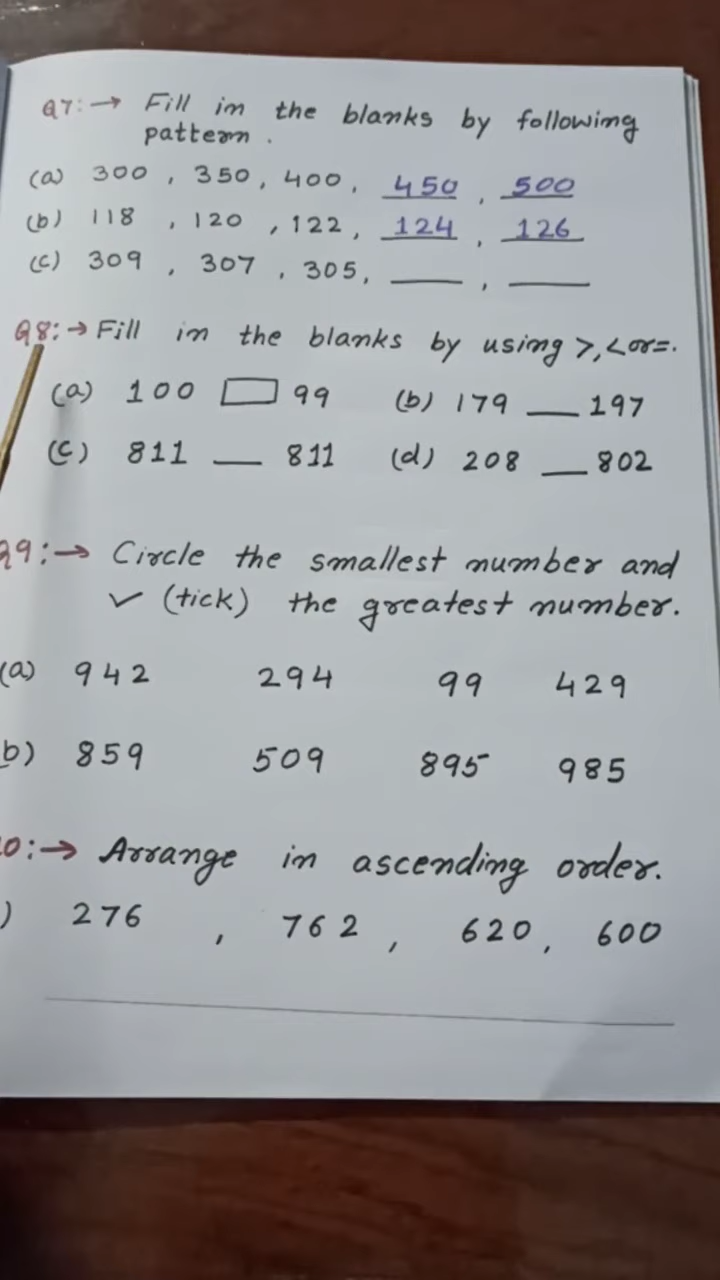 Q7:→ Fill in the blanks by following
pattern.
(a) 300, 350, 400, 450, 500
(b) 118, 120, 122, 124, 126
(c) 309, 307, 305, ____, ____
Q8:→ Fill in the blanks by using >,< or =.
(a) 100 ☐ 99 (b) 179 ___ 197
(c) 811 ___ 811 (d) 208 ___ 802
Q9:→ Circle the smallest number and
✓ (tick) the greatest number.
(a) 942 294 99 429
b) 859 509 895 985
10:→ Arrange in ascending order.
) 276, 762, 620, 600